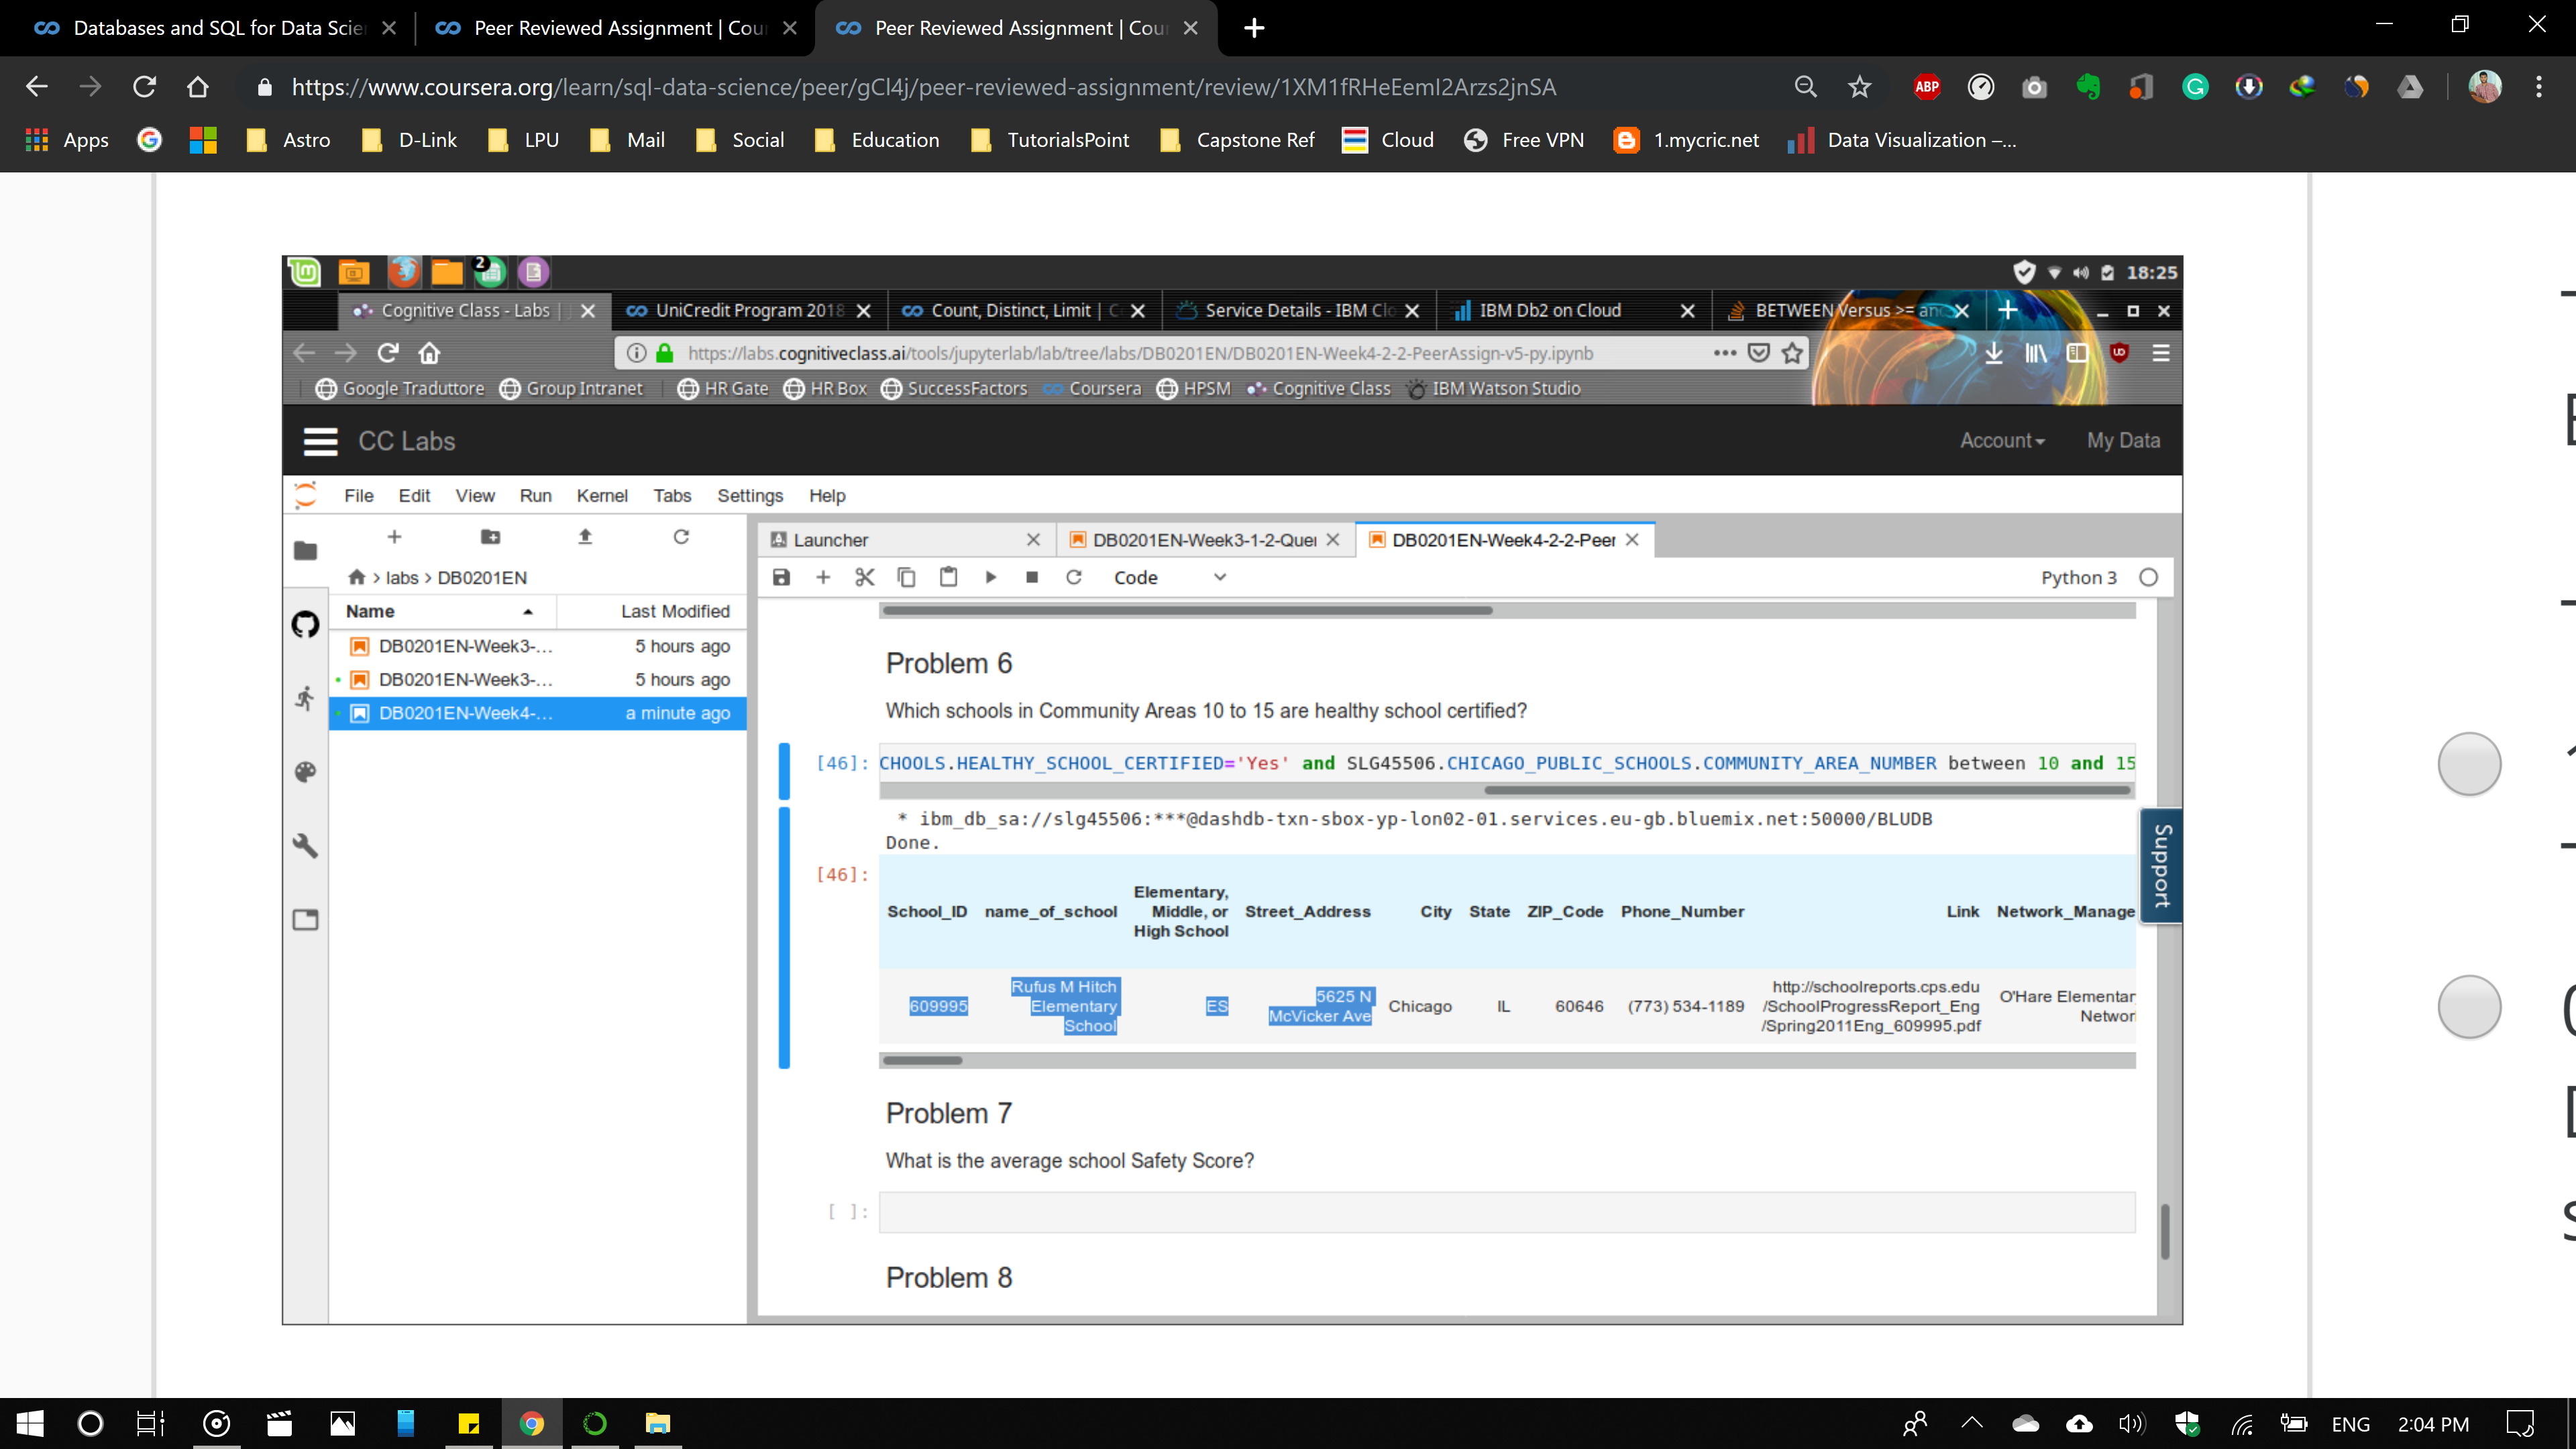 Databases and SQL for Data Scie
Peer Reviewed Assignment | Cou
Peer Reviewed Assignment | Cou
https://www.coursera.org/learn/sql-data-science/peer/gCl4j/peer-reviewed-assignment/review/1XM1fRHeEemI2Arzs2jnSA
ABP
Apps
Astro
D-Link
LPU
Mail
Social
Education
TutorialsPoint
Capstone Ref
Cloud
Free VPN
1.mycric.net
Data Visualization –...
2
18:25
Cognitive Class - Labs | J
UniCredit Program 2018
Count, Distinct, Limit | C
Service Details - IBM Clo
IBM Db2 on Cloud
BETWEEN Versus >= and
https://labs.cognitiveclass.ai/tools/jupyterlab/lab/tree/labs/DB0201EN/DB0201EN-Week4-2-2-PeerAssign-v5-py.ipynb
Google Traduttore
Group Intranet
HR Gate
HR Box
SuccessFactors
Coursera
HPSM
Cognitive Class
IBM Watson Studio
CC Labs
Account
My Data
File Edit View Run Kernel Tabs Settings Help
Launcher
DB0201EN-Week3-1-2-Quer
DB0201EN-Week4-2-2-Peer
> labs > DB0201EN
Code
Python 3
Name
Last Modified
DB0201EN-Week3-... 5 hours ago
DB0201EN-Week3-... 5 hours ago
DB0201EN-Week4-... a minute ago
Problem 6
Which schools in Community Areas 10 to 15 are healthy school certified?
[46]: CHOOLS.HEALTHY_SCHOOL_CERTIFIED='Yes' and SLG45506.CHICAGO_PUBLIC_SCHOOLS.COMMUNITY_AREA_NUMBER between 10 and 15
* ibm_db_sa://slg45506:***@dashdb-txn-sbox-yp-lon02-01.services.eu-gb.bluemix.net:50000/BLUDB
Done.
[46]:
School_ID
name_of_school
Elementary,
Middle, or
High School
Street_Address
City
State
ZIP_Code
Phone_Number
Link
Network_Manage
609995
Rufus M Hitch
Elementary
School
ES
5625 N
McVicker Ave
Chicago
IL
60646
(773) 534-1189
http://schoolreports.cps.edu
/SchoolProgressReport_Eng
/Spring2011Eng_609995.pdf
O'Hare Elementar
Networ
Support
Problem 7
What is the average school Safety Score?
[ ]:
Problem 8
ENG
2:04 PM